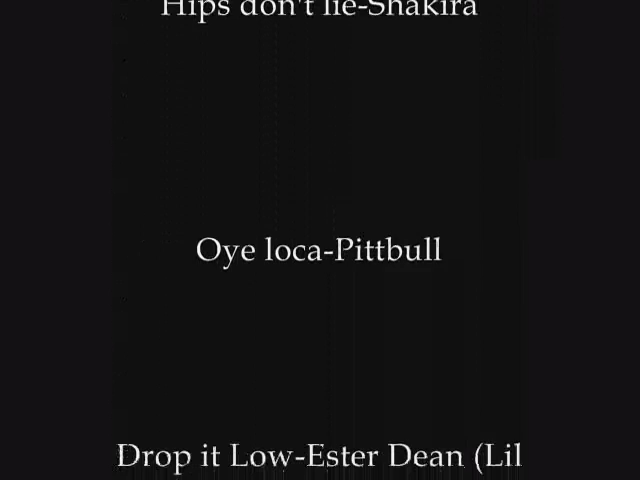 Hips don't lie-Shakira
Oye loca-Pittbull
Drop it Low-Ester Dean (Lil